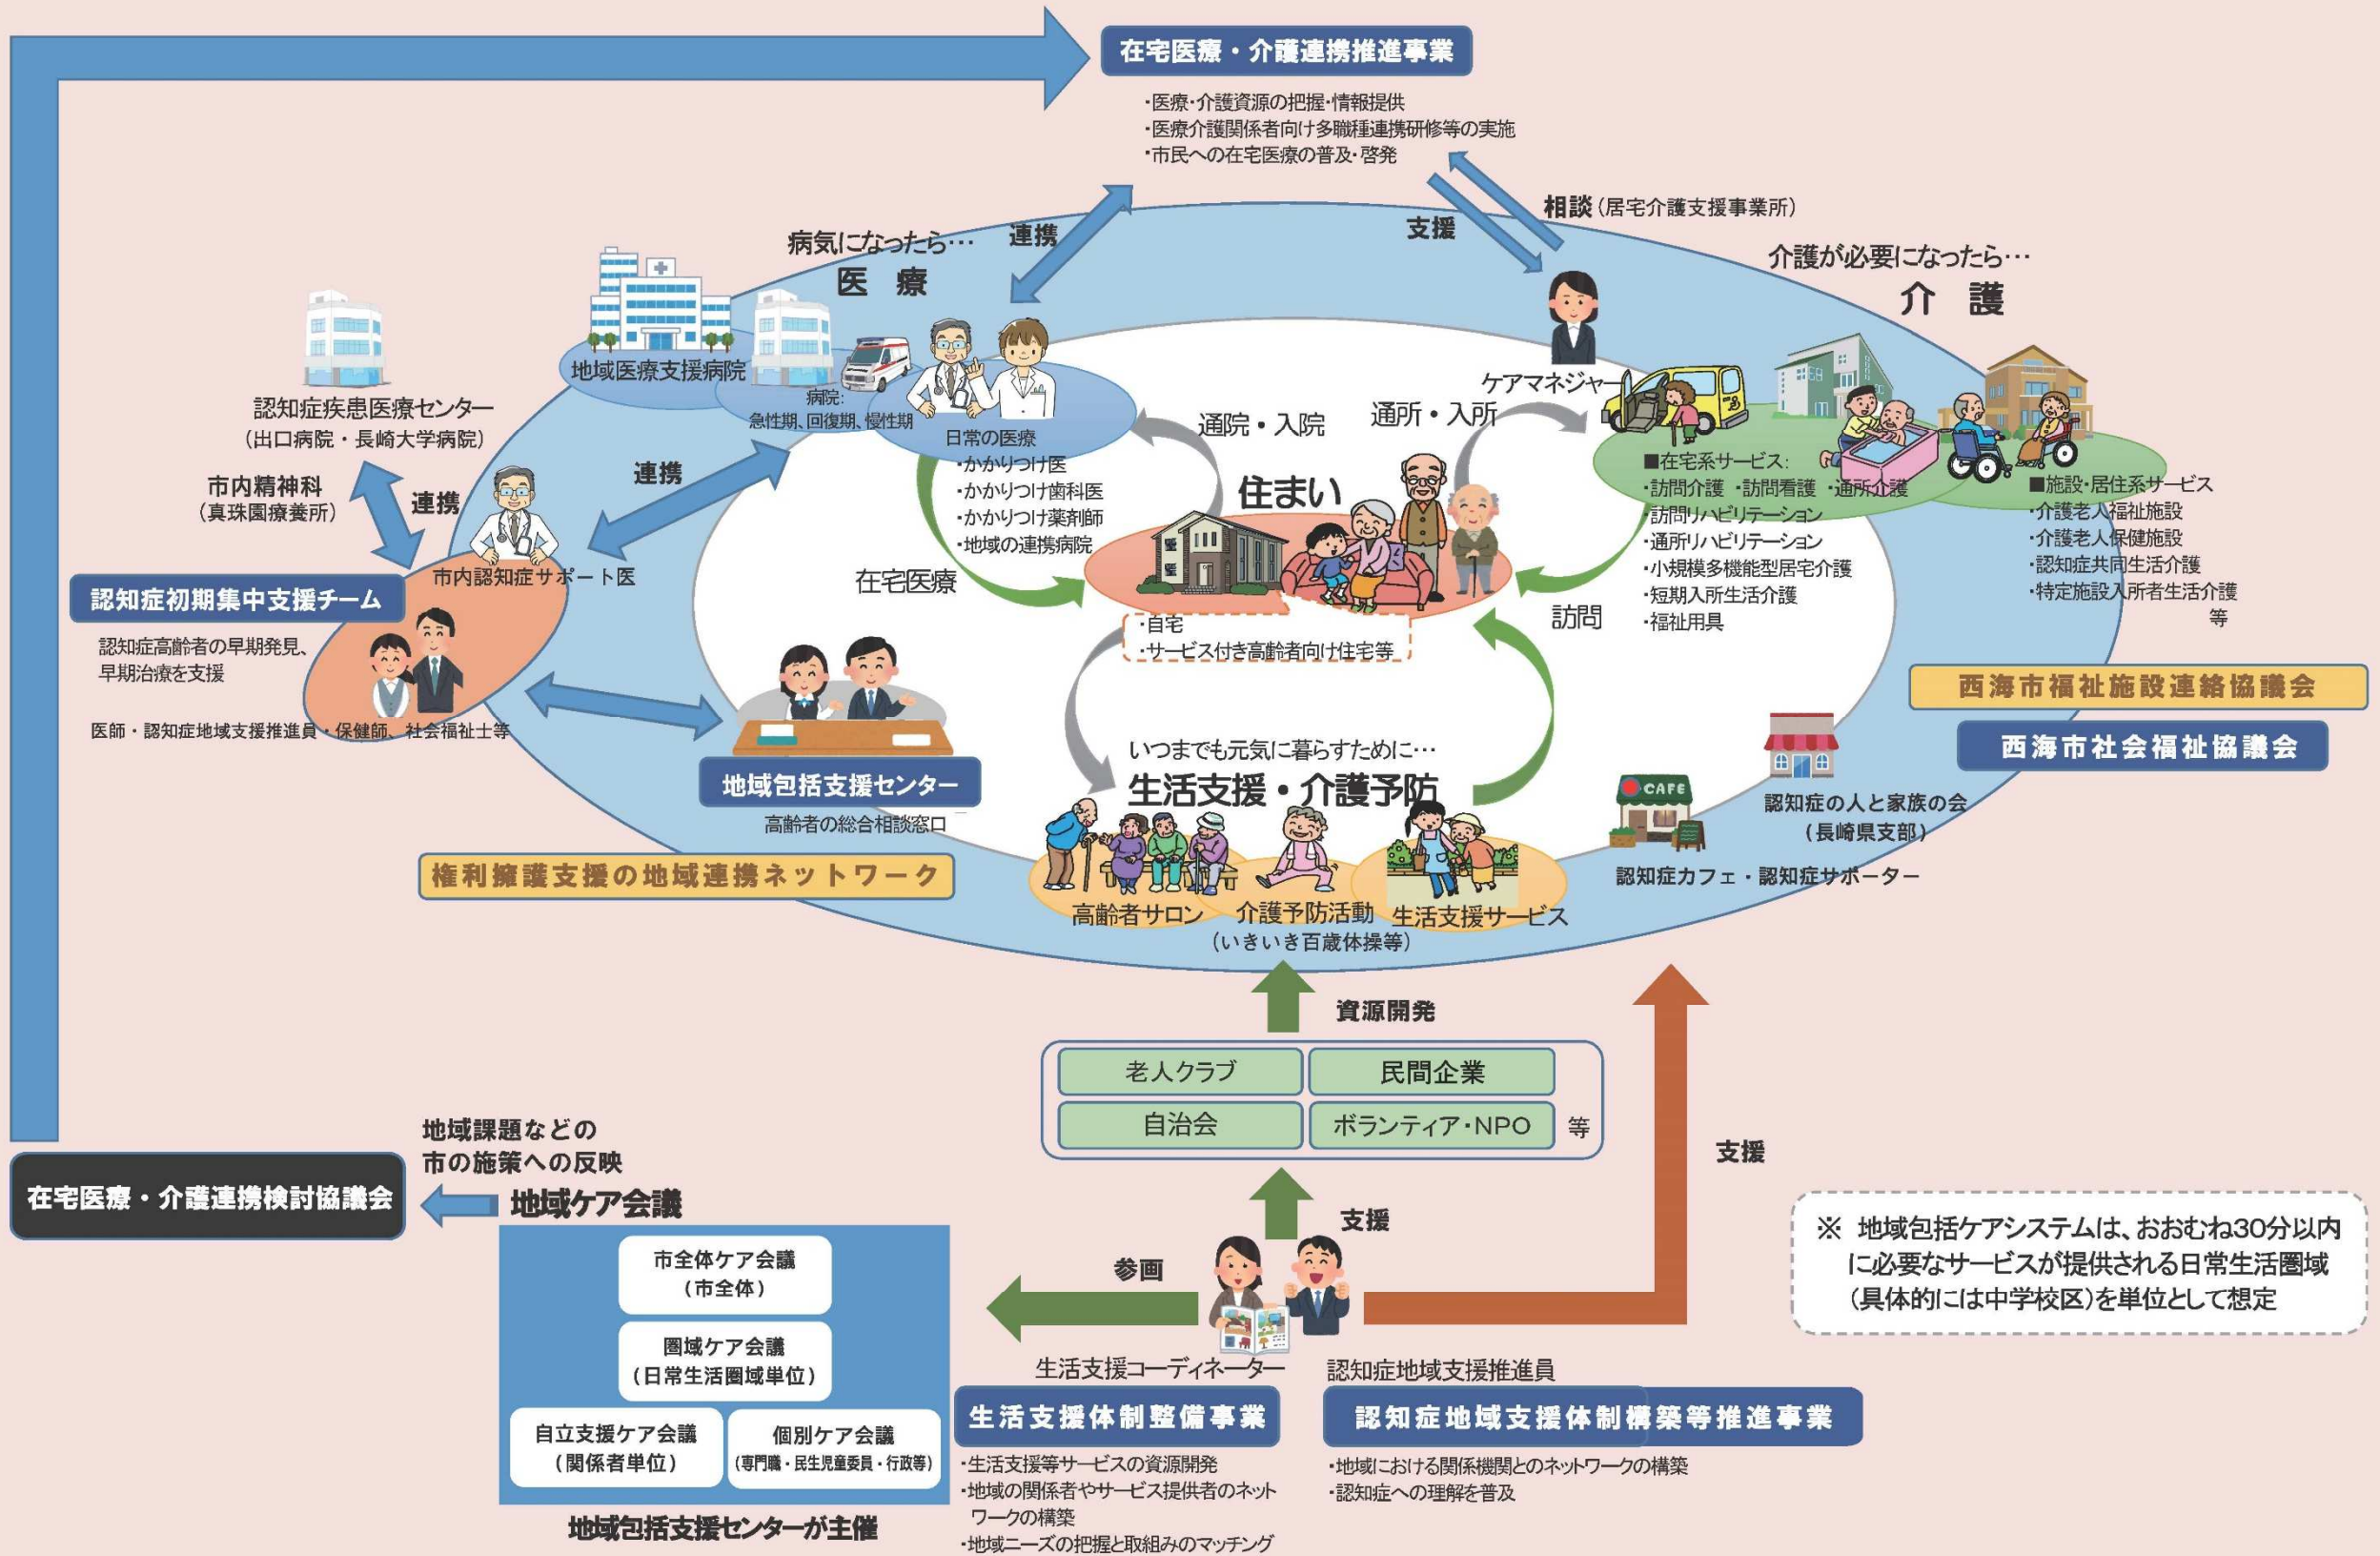 在宅医療・介護連携推進事業
・医療・介護資源の把握・情報提供
・医療介護関係者向け多職種連携研修等の実施
・市民への在宅医療の普及・啓発
連携
支援
相談（居宅介護支援事業所）
病気になったら…
医 療
介護が必要になったら…
介 護
地域医療支援病院
病院:
急性期、回復期、慢性期
日常の医療
・かかりつけ医
・かかりつけ歯科医
・かかりつけ薬剤師
・地域の連携病院
認知症疾患医療センター
（出口病院・長崎大学病院）
市内精神科
（真珠園療養所）
連携
連携
市内認知症サポート医
認知症初期集中支援チーム
認知症高齢者の早期発見、
早期治療を支援
医師・認知症地域支援推進員・保健師、社会福祉士等
ケアマネジャー
通院・入院
通所・入所
住まい
・自宅
・サービス付き高齢者向け住宅等
在宅医療
訪問
■在宅系サービス:
・訪問介護 ・訪問看護 ・通所介護
・訪問リハビリテーション
・通所リハビリテーション
・小規模多機能型居宅介護
・短期入所生活介護
・福祉用具
■施設・居住系サービス
・介護老人福祉施設
・介護老人保健施設
・認知症共同生活介護
・特定施設入所者生活介護
等
西海市福祉施設連絡協議会
西海市社会福祉協議会
地域包括支援センター
高齢者の総合相談窓口
権利擁護支援の地域連携ネットワーク
いつまでも元気に暮らすために…
生活支援・介護予防
高齢者サロン
介護予防活動
（いきいき百歳体操等）
生活支援サービス
CAFE
認知症の人と家族の会
（長崎県支部）
認知症カフェ・認知症サポーター
資源開発
老人クラブ
民間企業
自治会
ボランティア・NPO
等
支援
支援
参画
生活支援コーディネーター
認知症地域支援推進員
生活支援体制整備事業
・生活支援等サービスの資源開発
・地域の関係者やサービス提供者のネット
ワークの構築
・地域ニーズの把握と取組みのマッチング
認知症地域支援体制構築等推進事業
・地域における関係機関とのネットワークの構築
・認知症への理解を普及
在宅医療・介護連携検討協議会
地域課題などの
市の施策への反映
地域ケア会議
市全体ケア会議
（市全体）
圏域ケア会議
（日常生活圏域単位）
自立支援ケア会議
（関係者単位）
個別ケア会議
（専門職・民生児童委員・行政等）
地域包括支援センターが主催
※ 地域包括ケアシステムは、おおむね30分以内
に必要なサービスが提供される日常生活圏域
（具体的には中学校区）を単位として想定